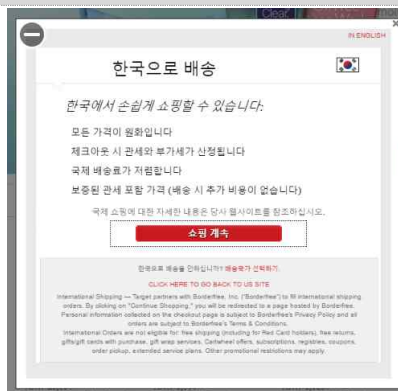 Clear
IN ENGLISH
한국으로 배송
한국에서 손쉽게 쇼핑할 수 있습니다:
모든 가격이 원화입니다
체크아웃 시 관세와 부가세가 산정됩니다
국제 배송료가 저렴합니다
보증된 관세 포함 가격 (배송 시 추가 비용이 없습니다)
국제 쇼핑에 대한 자세한 내용은 당사 웹사이트를 참조하십시오.
쇼핑 계속
한국으로 배송을 안하십니까? 배송국가 선택하기.
CLICK HERE TO GO BACK TO US SITE
International Shipping — Target partners with Borderfree, Inc. ("Borderfree") to fill international shipping
orders. By clicking on "Continue Shopping," you will be redirected to a page hosted by Borderfree.
Personal information collected on the checkout page is subject to Borderfree's Privacy Policy and all
orders are subject to Borderfree's Terms & Conditions.
International Orders are not eligible for: free shipping (including for Red Card holders), free returns,
gifts/gift cards with purchase, gift wrap services, Cartwheel offers, subscriptions, registries, coupons,
order pickup, extended service plans. Other promotional restrictions may apply.